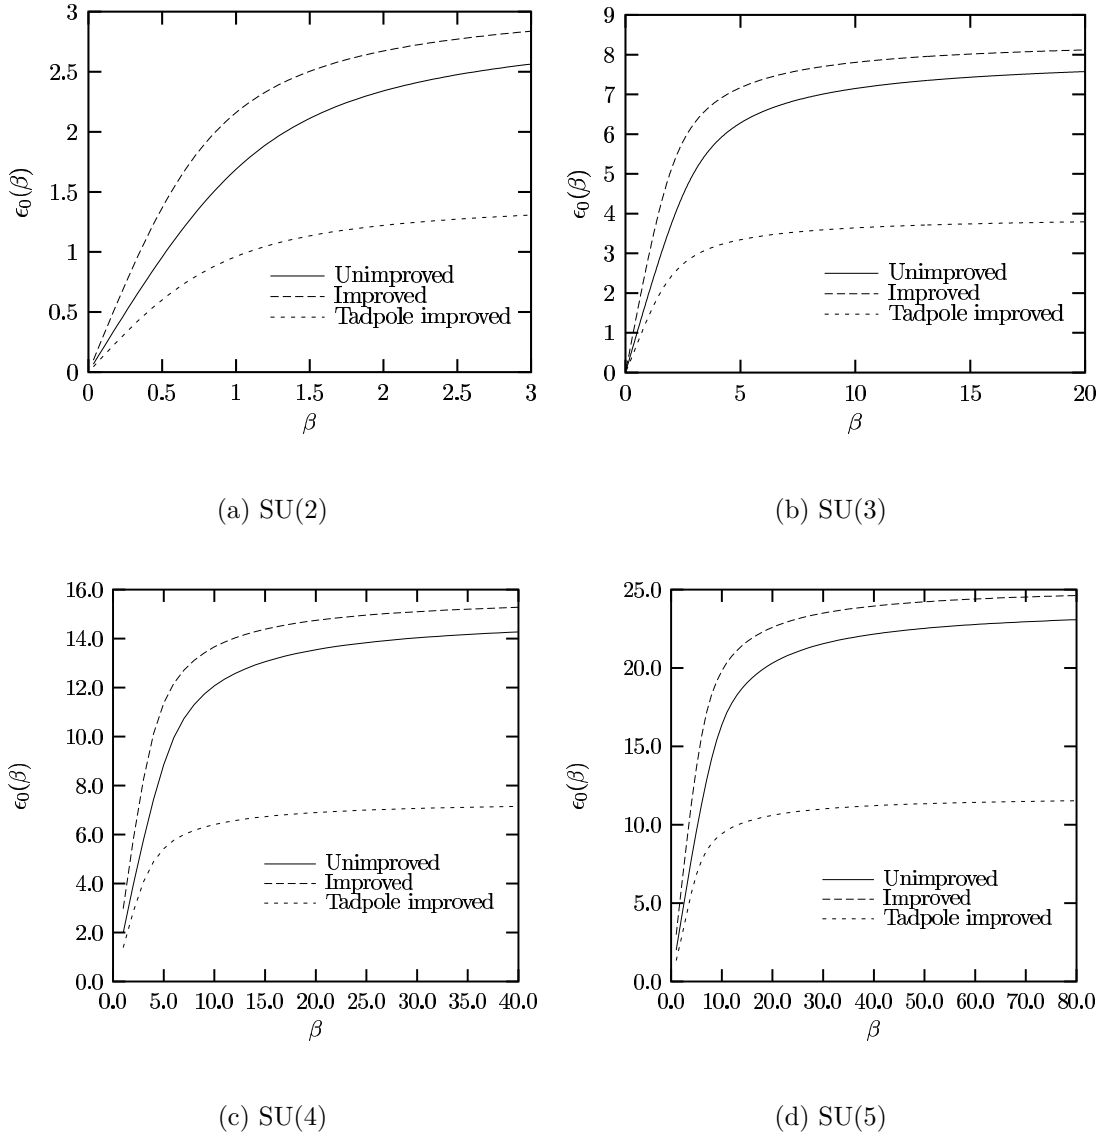 3
2.5
2
1.5
1
0.5
0
ϵ₀(β)
0 0.5 1 1.5 2 2.5 3
β
Unimproved
Improved
Tadpole improved
(a) SU(2)
9
8
7
6
5
4
3
2
1
0
ϵ₀(β)
0 5 10 15 20
β
Unimproved
Improved
Tadpole improved
(b) SU(3)
16.0
14.0
12.0
10.0
8.0
6.0
4.0
2.0
0.0
ϵ₀(β)
0.0 5.0 10.0 15.0 20.0 25.0 30.0 35.0 40.0
β
Unimproved
Improved
Tadpole improved
(c) SU(4)
25.0
20.0
15.0
10.0
5.0
0.0
ϵ₀(β)
0.0 10.0 20.0 30.0 40.0 50.0 60.0 70.0 80.0
β
Unimproved
Improved
Tadpole improved
(d) SU(5)